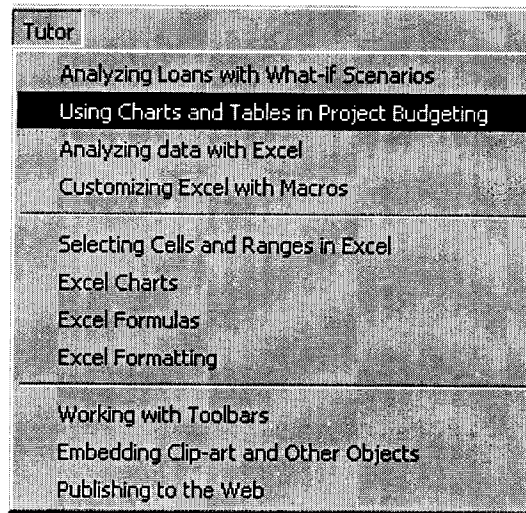 Tutor
Analyzing Loans with What-if Scenarios
Using Charts and Tables in Project Budgeting
Analyzing data with Excel
Customizing Excel with Macros
Selecting Cells and Ranges in Excel
Excel Charts
Excel Formulas
Excel Formatting
Working with Toolbars
Embedding Clip-art and Other Objects
Publishing to the Web